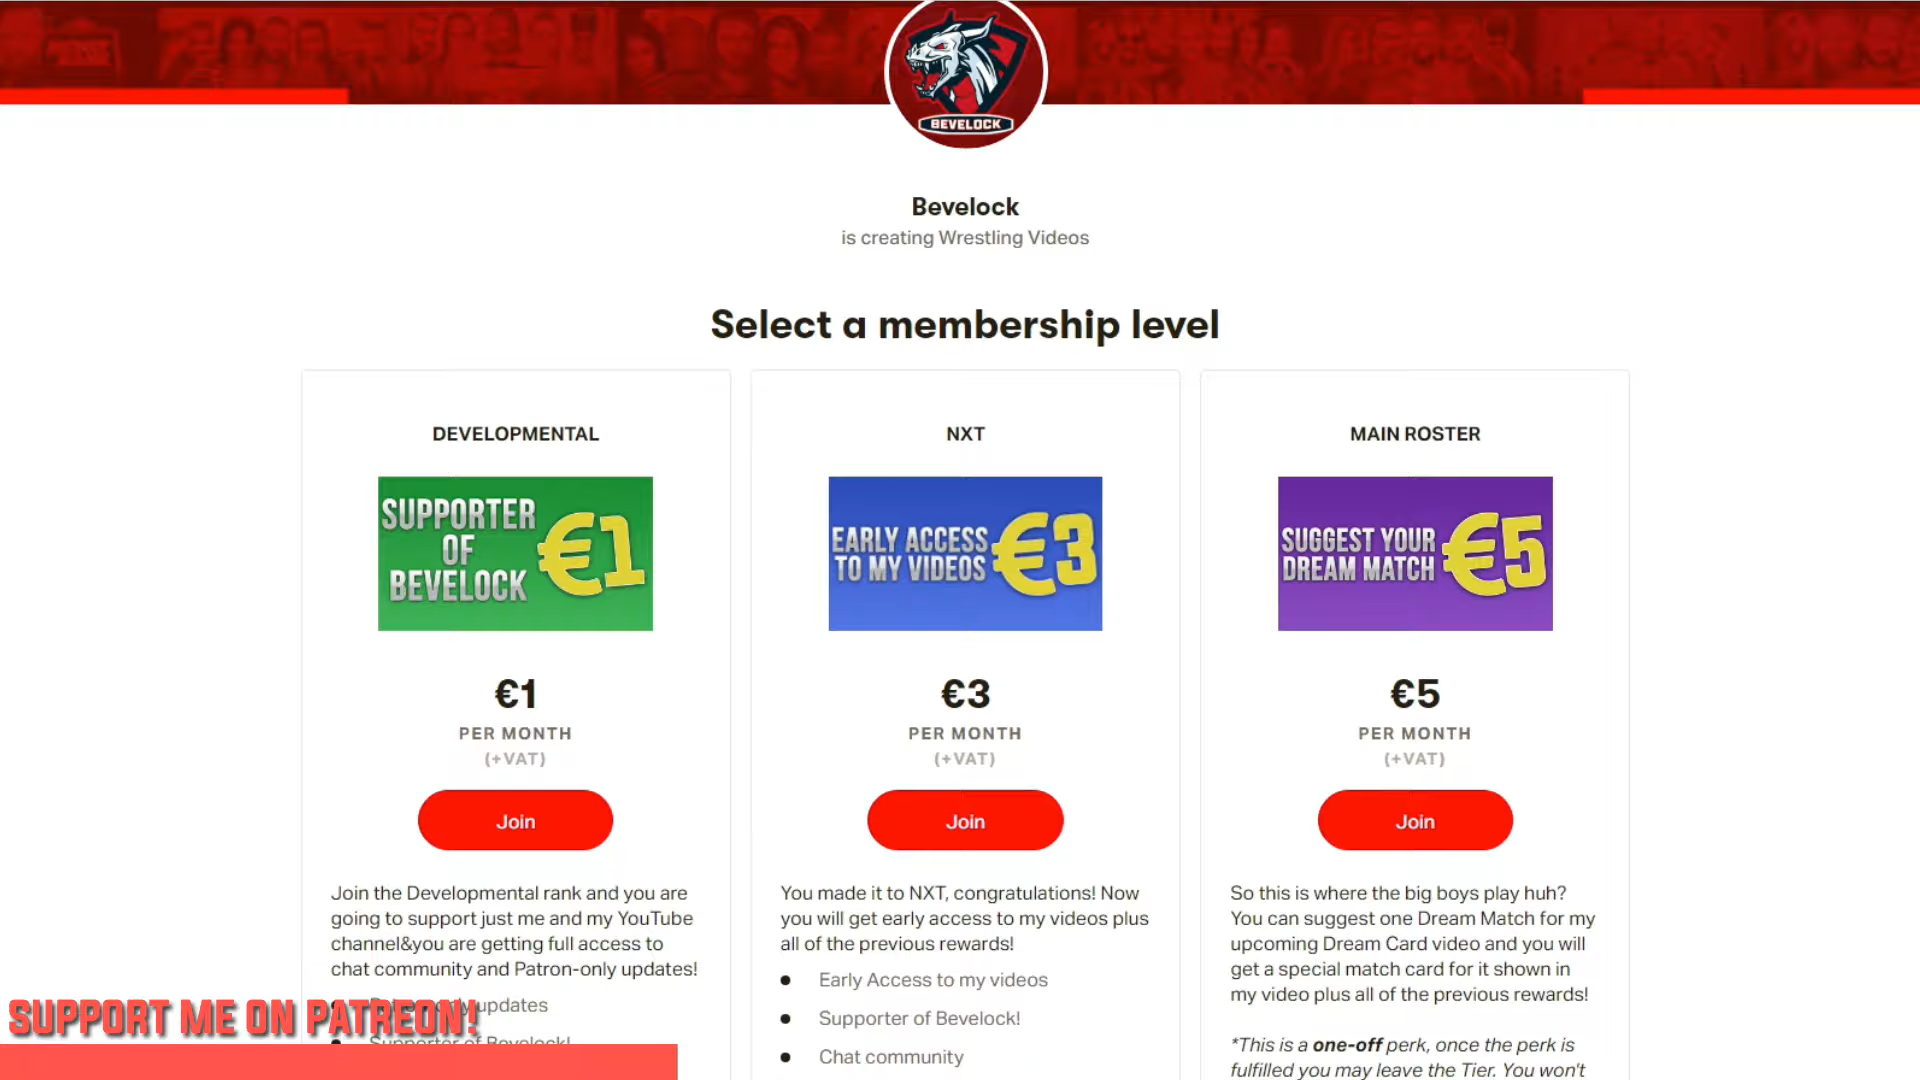 BEVELOCK
Bevelock
is creating Wrestling Videos
Select a membership level
DEVELOPMENTAL
SUPPORTER
OF
BEVELOCK
€1
€1
PER MONTH
(+VAT)
Join
Join the Developmental rank and you are
going to support just me and my YouTube
channel&you are getting full access to
chat community and Patron-only updates!
updates
Supporter of Bevelock!
NXT
EARLY ACCESS
TO MY VIDEOS
€3
€3
PER MONTH
(+VAT)
Join
You made it to NXT, congratulations! Now
you will get early access to my videos plus
all of the previous rewards!
Early Access to my videos
Supporter of Bevelock!
Chat community
MAIN ROSTER
SUGGEST YOUR
DREAM MATCH
€5
€5
PER MONTH
(+VAT)
Join
So this is where the big boys play huh?
You can suggest one Dream Match for my
upcoming Dream Card video and you will
get a special match card for it shown in
my video plus all of the previous rewards!
*This is a one-off perk, once the perk is
fulfilled you may leave the Tier. You won't
SUPPORT ME ON PATREON!